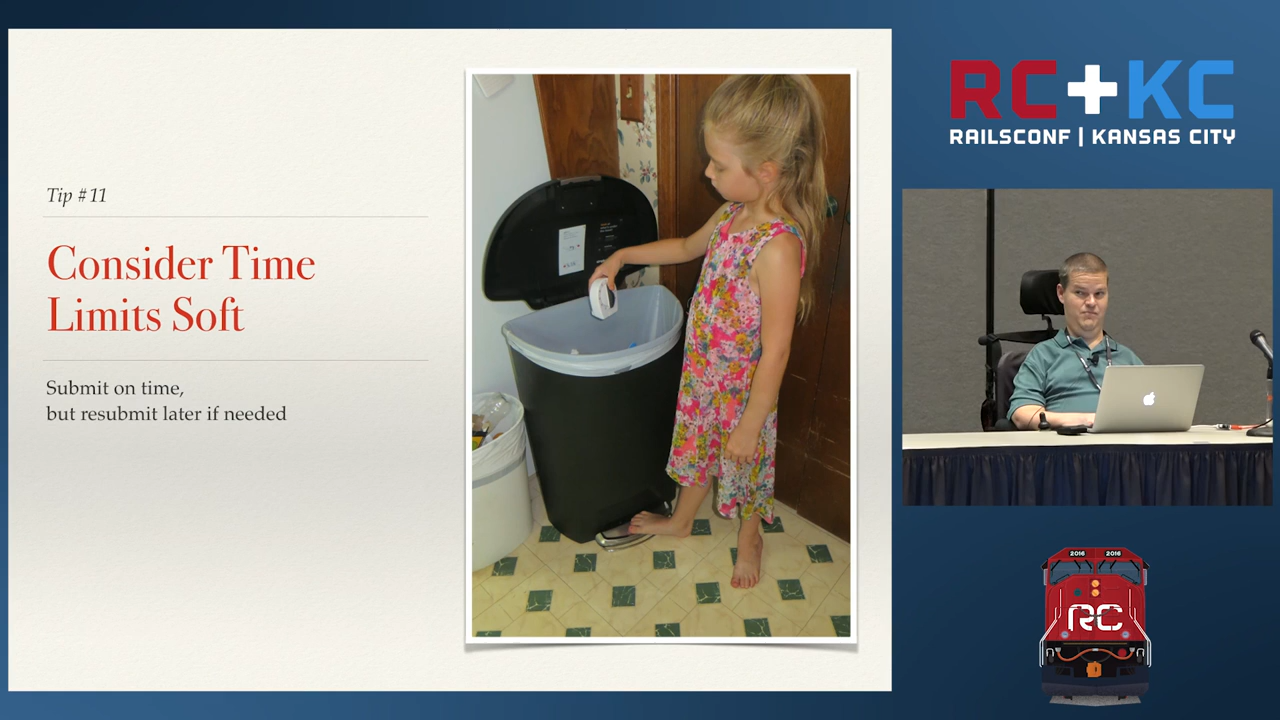 Tip #11
Consider Time
Limits Soft
Submit on time,
but resubmit later if needed
RC+KC
RAILSCONF | KANSAS CITY
2016 2016
RC